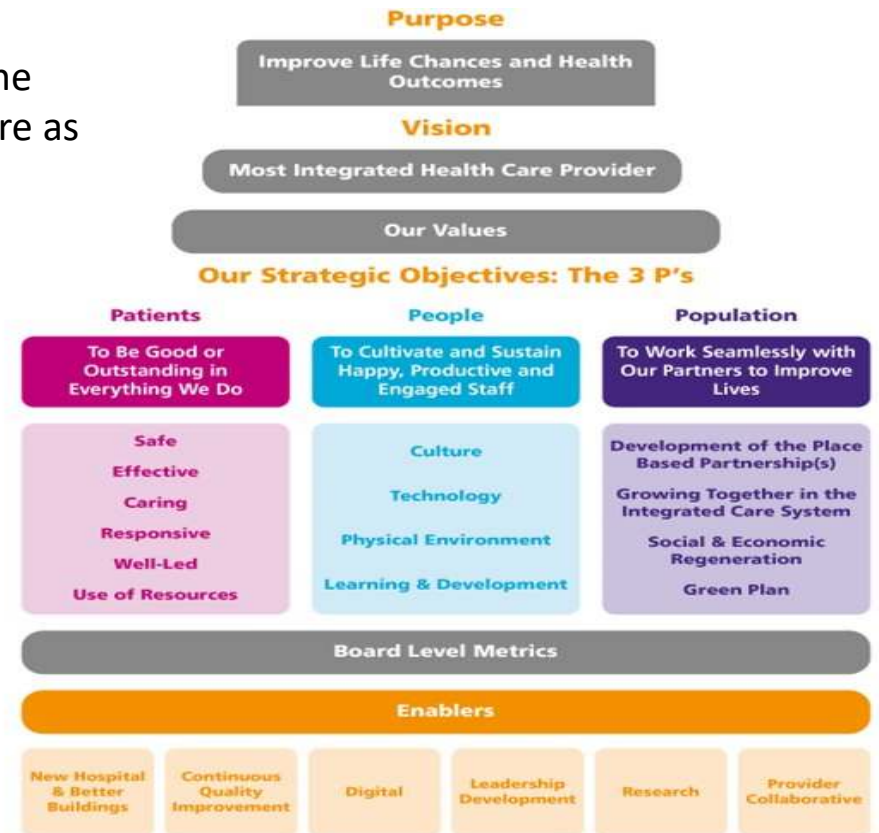 Purpose
Improve Life Chances and Health
Outcomes
ne
re as
Vision
Most Integrated Health Care Provider
Our Values
Our Strategic Objectives: The 3 P's
Patients
To Be Good or
Outstanding in
Everything We Do
Safe
Effective
Caring
Responsive
Well-Led
Use of Resources
People
To Cultivate and Sustain
Happy, Productive and
Engaged Staff
Culture
Technology
Physical Environment
Learning & Development
Population
To Work Seamlessly with
Our Partners to Improve
Lives
Development of the Place
Based Partnership(s)
Growing Together in the
Integrated Care System
Social & Economic
Regeneration
Green Plan
Board Level Metrics
Enablers
New Hospital
& Better
Buildings
Continuous
Quality
Improvement
Digital
Leadership
Development
Research
Provider
Collaborative